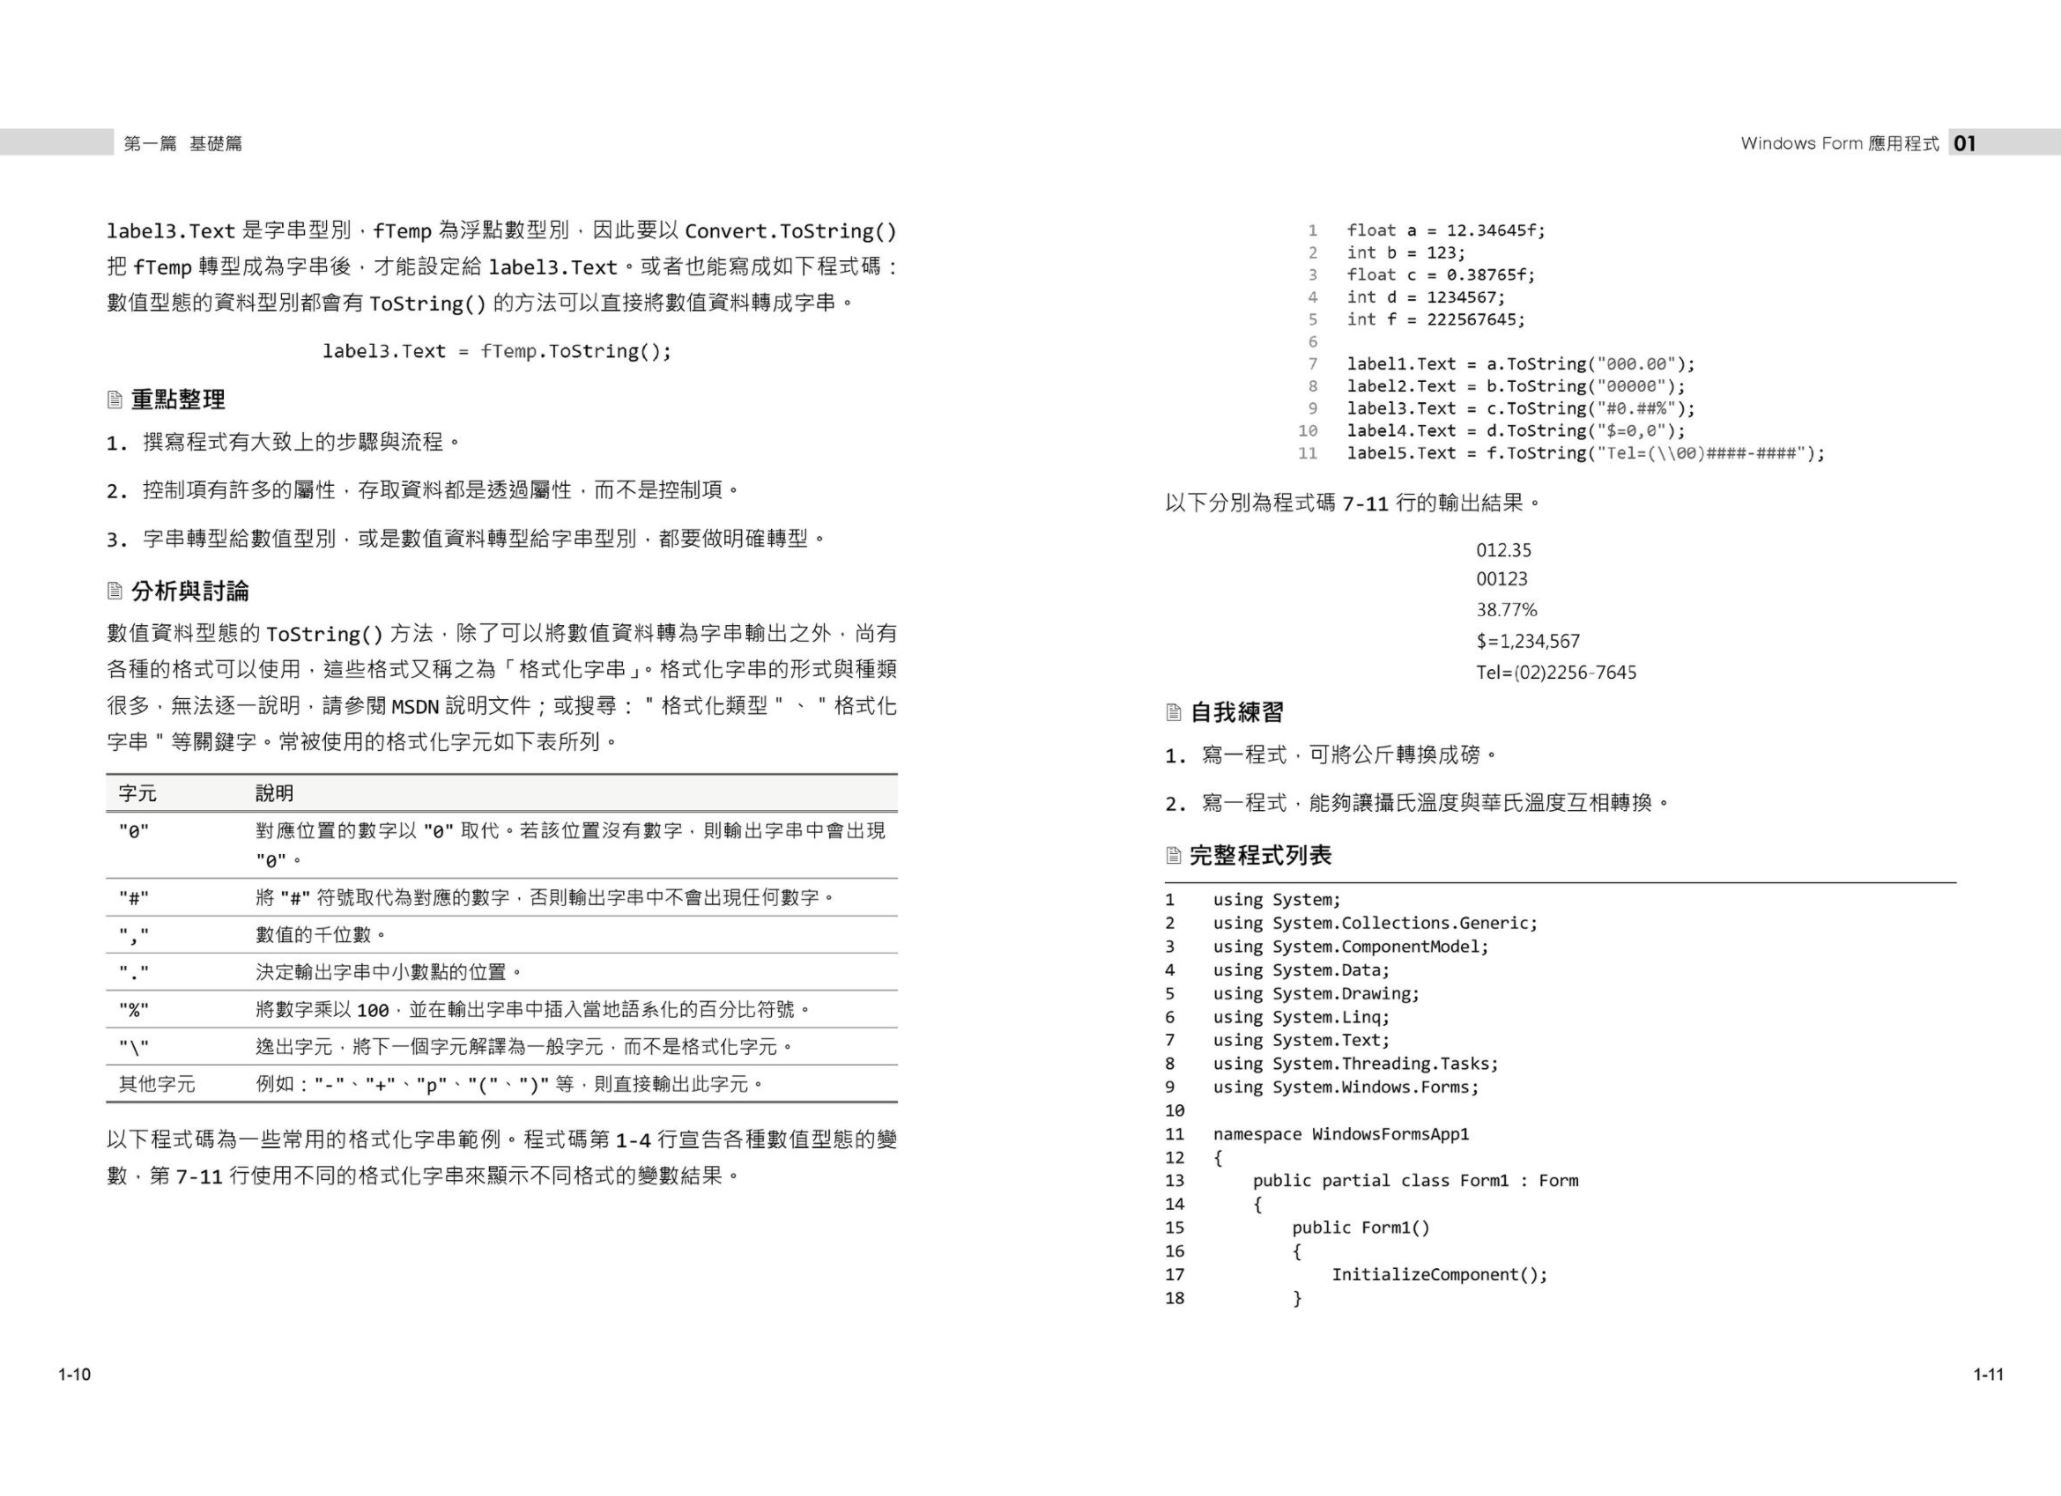 第一篇 基礎篇
label3.Text 是字串型別，fTemp 為浮點數型別，因此要以 Convert.ToString()
把 fTemp 轉型成為字串後，才能設定給 label3.Text。或者也能寫成如下程式碼：
數值型態的資料型別都會有 ToString() 的方法可以直接將數值資料轉成字串。
label3.Text = fTemp.ToString();
重點整理
1. 撰寫程式有大致上的步驟與流程。
2. 控制項有許多的屬性，存取資料都是透過屬性，而不是控制項。
3. 字串轉型給數值型別，或是數值資料轉型給字串型別，都要做明確轉型。
分析與討論
數值資料型態的 ToString() 方法，除了可以將數值資料轉為字串輸出之外，尚有
各種的格式可以使用，這些格式又稱之為「格式化字串」。格式化字串的形式與種類
很多，無法逐一說明，請參閱 MSDN 說明文件；或搜尋："格式化類型"、"格式化
字串"等關鍵字。常被使用的格式化字元如下表所列。
字元 說明
"0" 對應位置的數字以 "0" 取代。若該位置沒有數字，則輸出字串中會出現
"0"。
"#" 將 "#" 符號取代為對應的數字，否則輸出字串中不會出現任何數字。
"," 數值的千位數。
"." 決定輸出字串中小數點的位置。
"%" 將數字乘以 100，並在輸出字串中插入當地語系化的百分比符號。
"\" 逸出字元，將下一個字元解譯為一般字元，而不是格式化字元。
其他字元 例如："-"、"+"、"p"、"("、")" 等，則直接輸出此字元。
以下程式碼為一些常用的格式化字串範例。程式碼第 1-4 行宣告各種數值型態的變
數，第 7-11 行使用不同的格式化字串來顯示不同格式的變數結果。
1-10
Windows Form 應用程式 01
1 float a = 12.34645f;
2 int b = 123;
3 float c = 0.38765f;
4 int d = 1234567;
5 int f = 222567645;
6
7 label1.Text = a.ToString("000.00");
8 label2.Text = b.ToString("00000");
9 label3.Text = c.ToString("#0.##%");
10 label4.Text = d.ToString("$=0,0");
11 label5.Text = f.ToString("Tel=(\\00)####-####");
以下分別為程式碼 7-11 行的輸出結果。
012.35
00123
38.77%
$=1,234,567
Tel=(02)2256-7645
自我練習
1. 寫一程式，可將公斤轉換成磅。
2. 寫一程式，能夠讓攝氏溫度與華氏溫度互相轉換。
完整程式列表
1 using System;
2 using System.Collections.Generic;
3 using System.ComponentModel;
4 using System.Data;
5 using System.Drawing;
6 using System.Linq;
7 using System.Text;
8 using System.Threading.Tasks;
9 using System.Windows.Forms;
10
11 namespace WindowsFormsApp1
12 {
13 public partial class Form1 : Form
14 {
15 public Form1()
16 {
17 InitializeComponent();
18 }
1-11